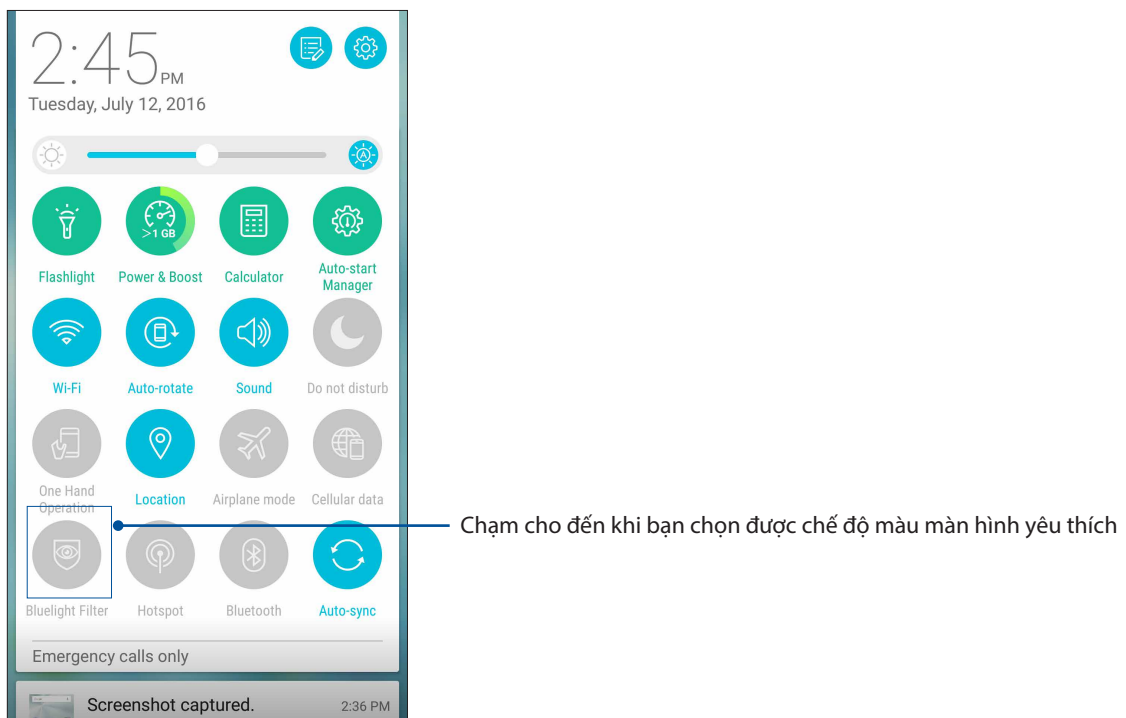 2:45 PM
Tuesday, July 12, 2016
A
>1 GB
Flashlight
Power & Boost
Calculator
Auto-start
Manager
Wi-Fi
Auto-rotate
Sound
Do not disturb
One Hand
Operation
Location
Airplane mode
Cellular data
Chạm cho đến khi bạn chọn được chế độ màu màn hình yêu thích
Bluelight Filter
Hotspot
Bluetooth
Auto-sync
Emergency calls only
Screenshot captured.
2:36 PM